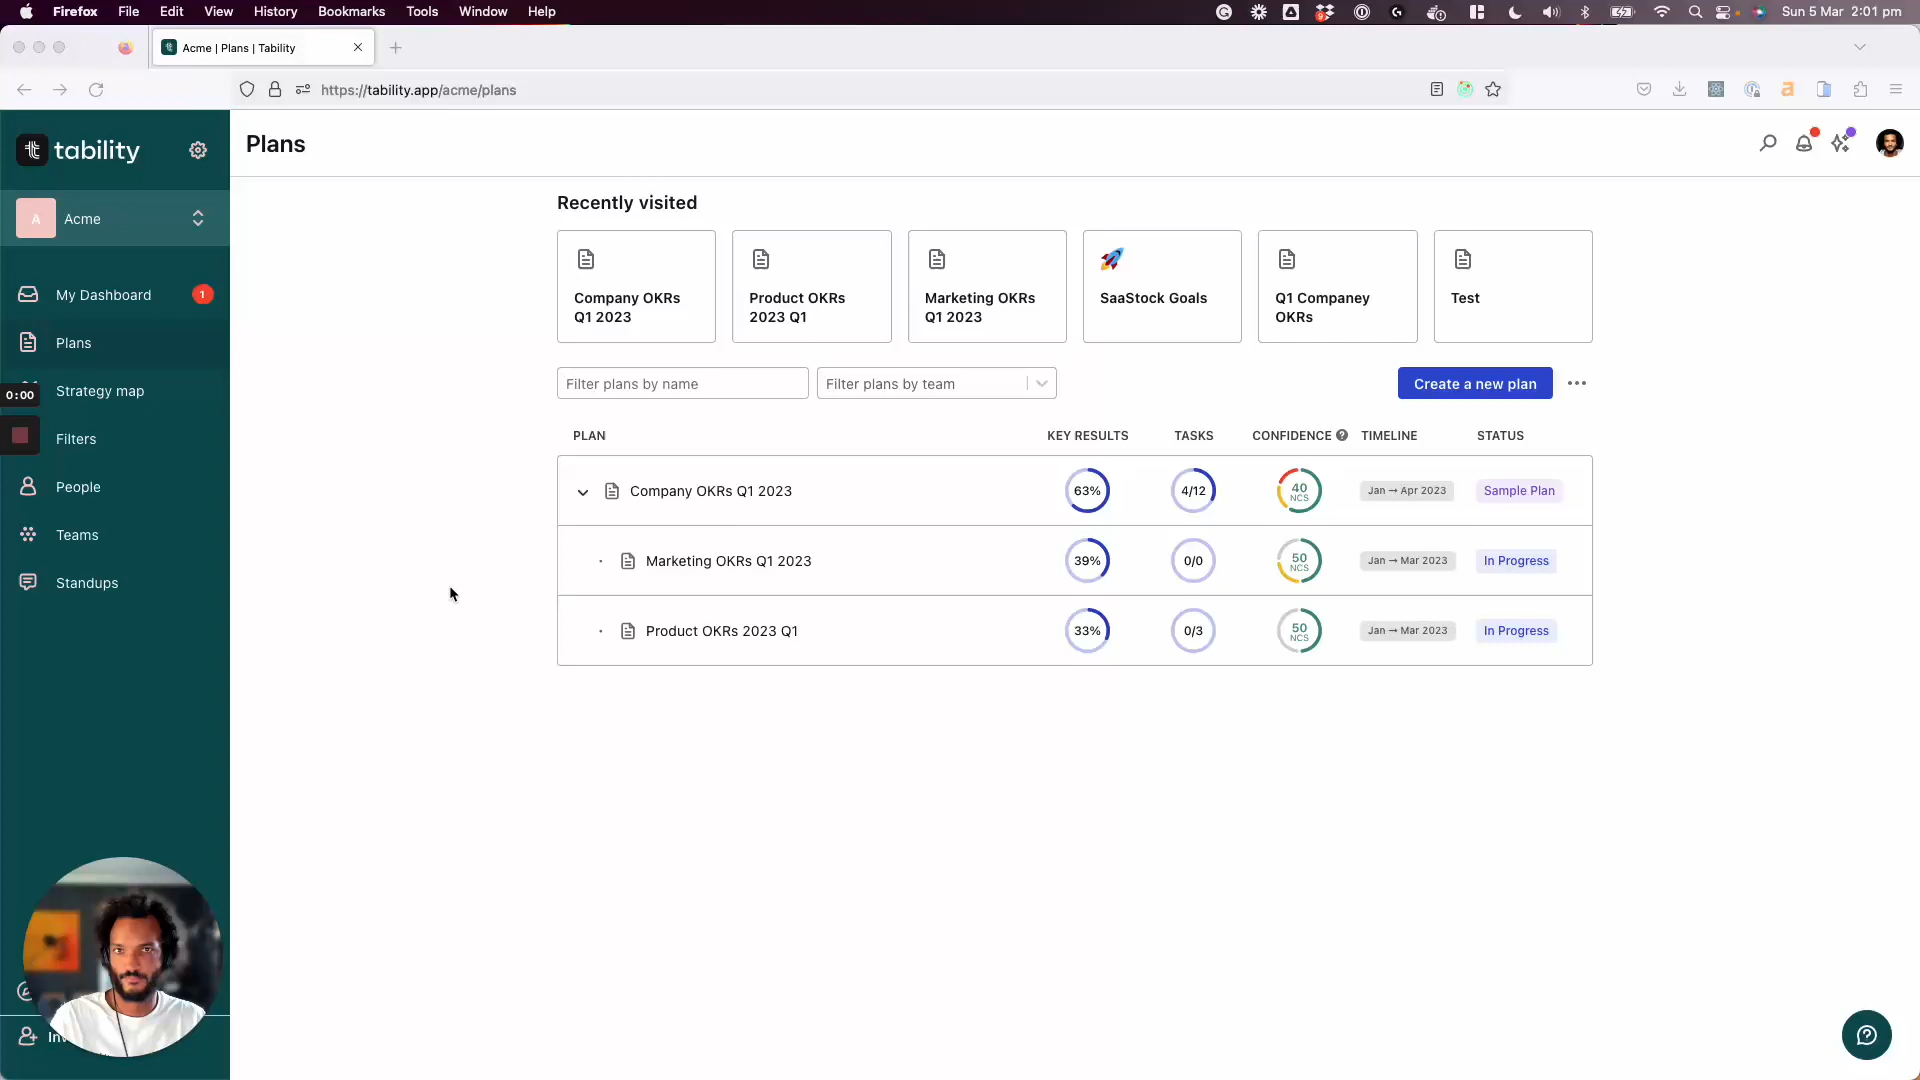 Firefox File Edit View History Bookmarks Tools Window Help Sun 5 Mar 2:01 pm
Acme | Plans | Tability
https://tability.app/acme/plans
tability
Plans
A Acme
Recently visited
Company OKRs
Q1 2023
Product OKRs
2023 Q1
Marketing OKRs
Q1 2023
SaaStock Goals
Q1 Companey
OKRs
Test
My Dashboard 1
Plans
Strategy map
0:00
Filters
People
Teams
Standups
Filter plans by name
Filter plans by team
Create a new plan
PLAN KEY RESULTS TASKS CONFIDENCE TIMELINE STATUS
Company OKRs Q1 2023 63% 4/12 40 NCS Jan → Apr 2023 Sample Plan
Marketing OKRs Q1 2023 39% 0/0 50 NCS Jan → Mar 2023 In Progress
Product OKRs 2023 Q1 33% 0/3 50 NCS Jan → Mar 2023 In Progress